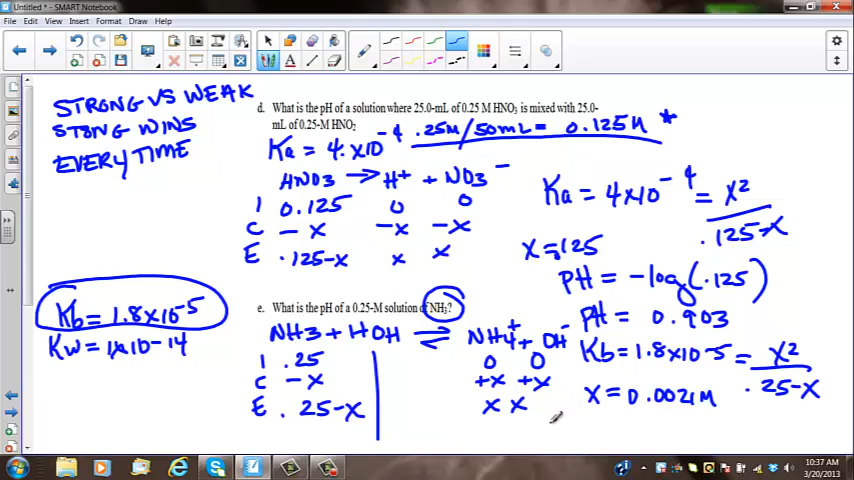 Untitled * - SMART Notebook
File Edit View Insert Format Tools Add-ons Help
STRONG VS WEAK
STRONG WINS
EVERY TIME
d. What is the pH of a solution where 25.0-mL of 0.25 M HNO3 is mixed with 25.0-
mL of 0.25-M HNO2
Ka = 4.x10-4 .25M/50mL = 0.125M *
HNO3 → H+ + NO3-
I 0.125 0 0
C - x - x - x
E .125-x x x
Ka = 4x10-4 = x2
.125-x
x = .125
PH = -log(.125)
PH = 0.903
e. What is the pH of a 0.25-M solution of NH3?
Kb = 1.8x10-5
Kw = 1x10-14
NH3 + HOH ⇌ NH4+ + OH-
I .25 0 0
C - x +x +x
E .25-x x x
Kb = 1.8x10-5 = x2
.25-x
x = 0.0021M
10:37 AM
3/20/2013